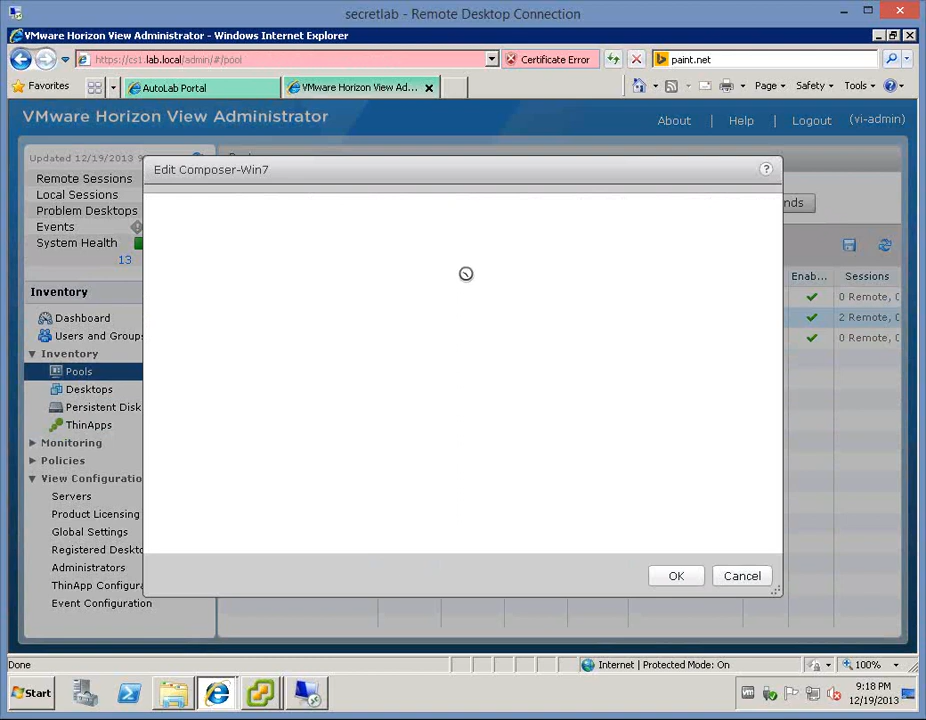 secretlab - Remote Desktop Connection
VMware Horizon View Administrator - Windows Internet Explorer
https://cs1.lab.local/admin/#/pool
Certificate Error
paint.net
Favorites
AutoLab Portal
VMware Horizon View Ad...
Page
Safety
Tools
VMware Horizon View Administrator
About | Help | Logout (vi-admin)
Updated 12/19/2013 9
Edit Composer-Win7
?
Remote Sessions
Local Sessions
Problem Desktops
Events
System Health
13
nds
Enab... Sessions
0 Remote, 0
2 Remote, 0
0 Remote, 0
Inventory
Dashboard
Users and Groups
Inventory
Pools
Desktops
Persistent Disk
ThinApps
Monitoring
Policies
View Configuratio
Servers
Product Licensing
Global Settings
Registered Deskto
Administrators
ThinApp Configura
Event Configuration
OK Cancel
Done
Internet | Protected Mode: On
100%
Start
9:18 PM
12/19/2013